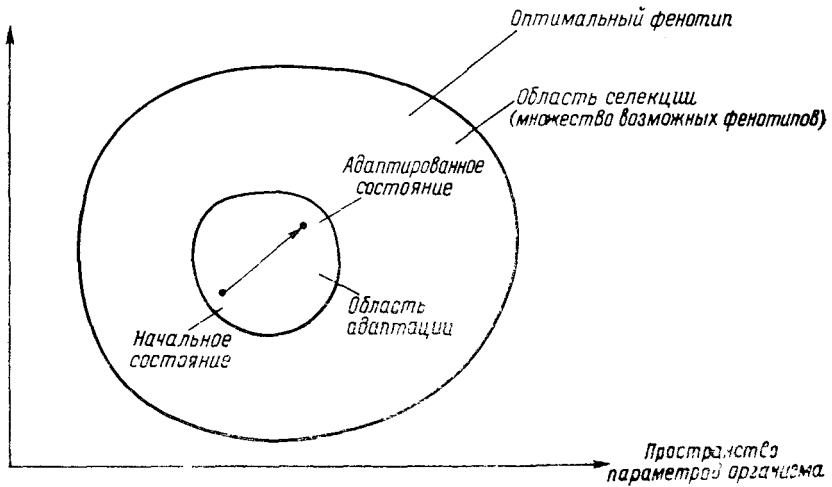 Оптимальный фенотип
Область селекции
(множество возможных фенотипов)
Адаптированное
состояние
Область
адаптации
Начальное
состояние
Пространство
параметров организма